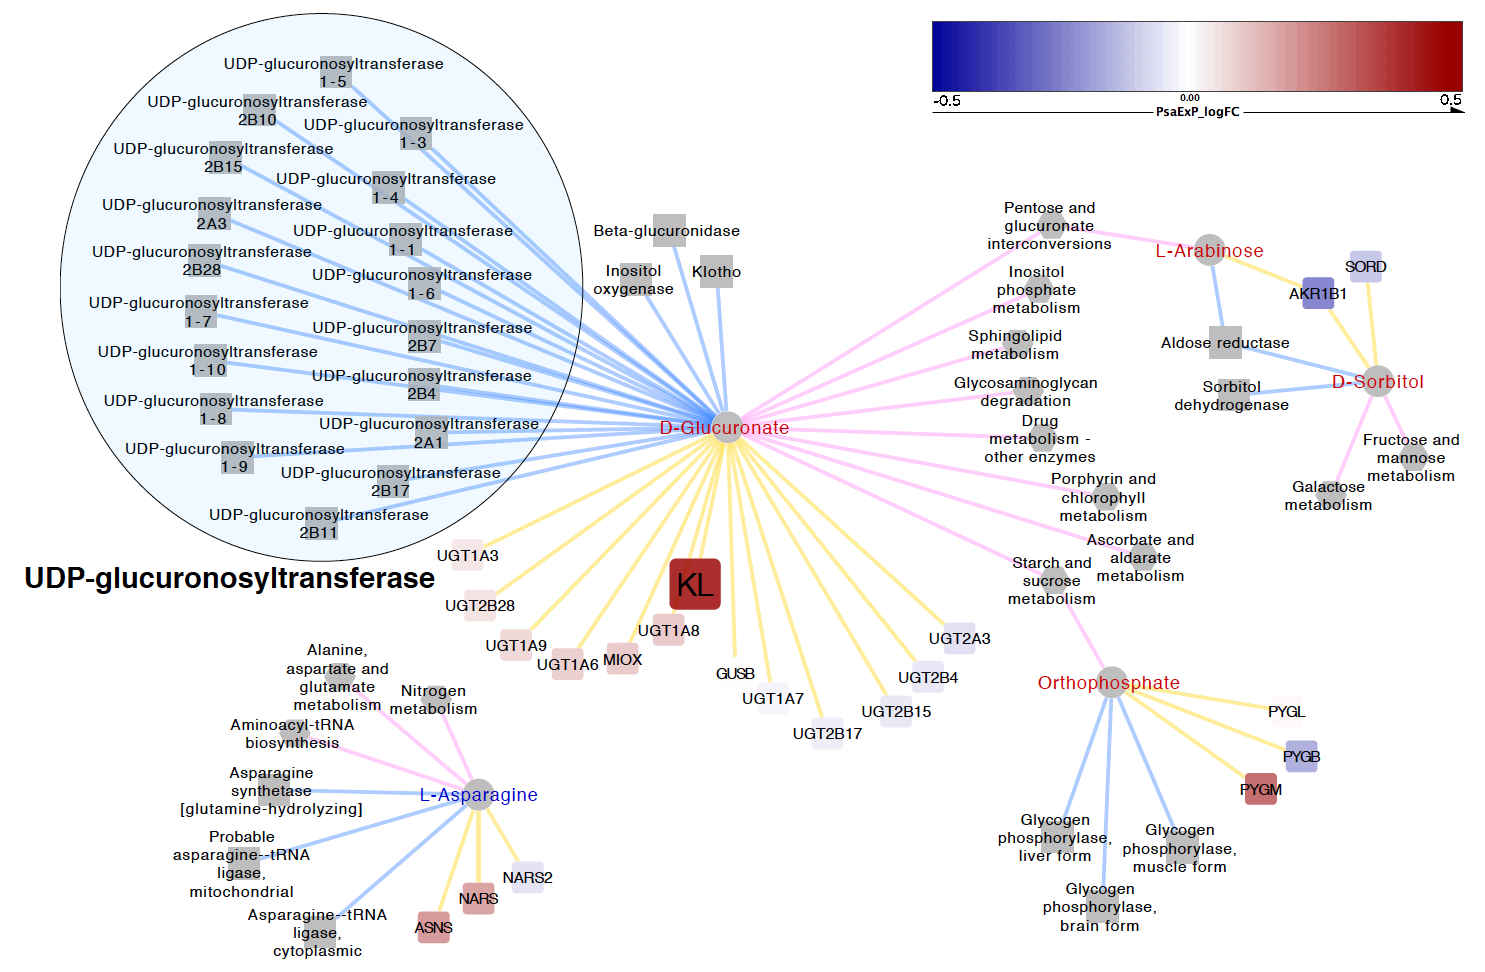 UDP-glucuronosyltransferase
1-5
UDP-glucuronosyltransferase
2B10
UDP-glucuronosyltransferase
1-3
UDP-glucuronosyltransferase
2B15
UDP-glucuronosyltransferase
1-4
UDP-glucuronosyltransferase
2A3
UDP-glucuronosyltransferase
1-1
UDP-glucuronosyltransferase
2B28
UDP-glucuronosyltransferase
1-6
UDP-glucuronosyltransferase
1-7
UDP-glucuronosyltransferase
2B7
UDP-glucuronosyltransferase
1-10
UDP-glucuronosyltransferase
2B4
UDP-glucuronosyltransferase
1-8
UDP-glucuronosyltransferase
2A1
UDP-glucuronosyltransferase
1-9
UDP-glucuronosyltransferase
2B17
UDP-glucuronosyltransferase
2B11
UDP-glucuronosyltransferase
-0.5
0.00
0.5
PsaExP_logFC
Beta-glucuronidase
Inositol
oxygenase
Klotho
D-Glucuronate
Pentose and
glucuronate
interconversions
Inositol
phosphate
metabolism
Sphingolipid
metabolism
Glycosaminoglycan
degradation
Drug
metabolism -
other enzymes
Porphyrin and
chlorophyll
metabolism
Ascorbate and
aldarate
metabolism
Starch and
sucrose
metabolism
L-Arabinose
SORD
AKR1B1
Aldose reductase
D-Sorbitol
Sorbitol
dehydrogenase
Fructose and
mannose
metabolism
Galactose
metabolism
UGT1A3
UGT2B28
UGT1A9
UGT1A6
MIOX
UGT1A8
KL
GUSB
UGT1A7
UGT2B17
UGT2B15
UGT2B4
UGT2A3
Orthophosphate
PYGL
PYGB
PYGM
Glycogen
phosphorylase,
liver form
Glycogen
phosphorylase,
muscle form
Glycogen
phosphorylase,
brain form
Alanine,
aspartate and
glutamate
metabolism
Nitrogen
metabolism
Aminoacyl-tRNA
biosynthesis
Asparagine
synthetase
[glutamine-hydrolyzing]
L-Asparagine
Probable
asparagine--tRNA
ligase,
mitochondrial
Asparagine--tRNA
ligase,
cytoplasmic
NARS2
NARS
ASNS